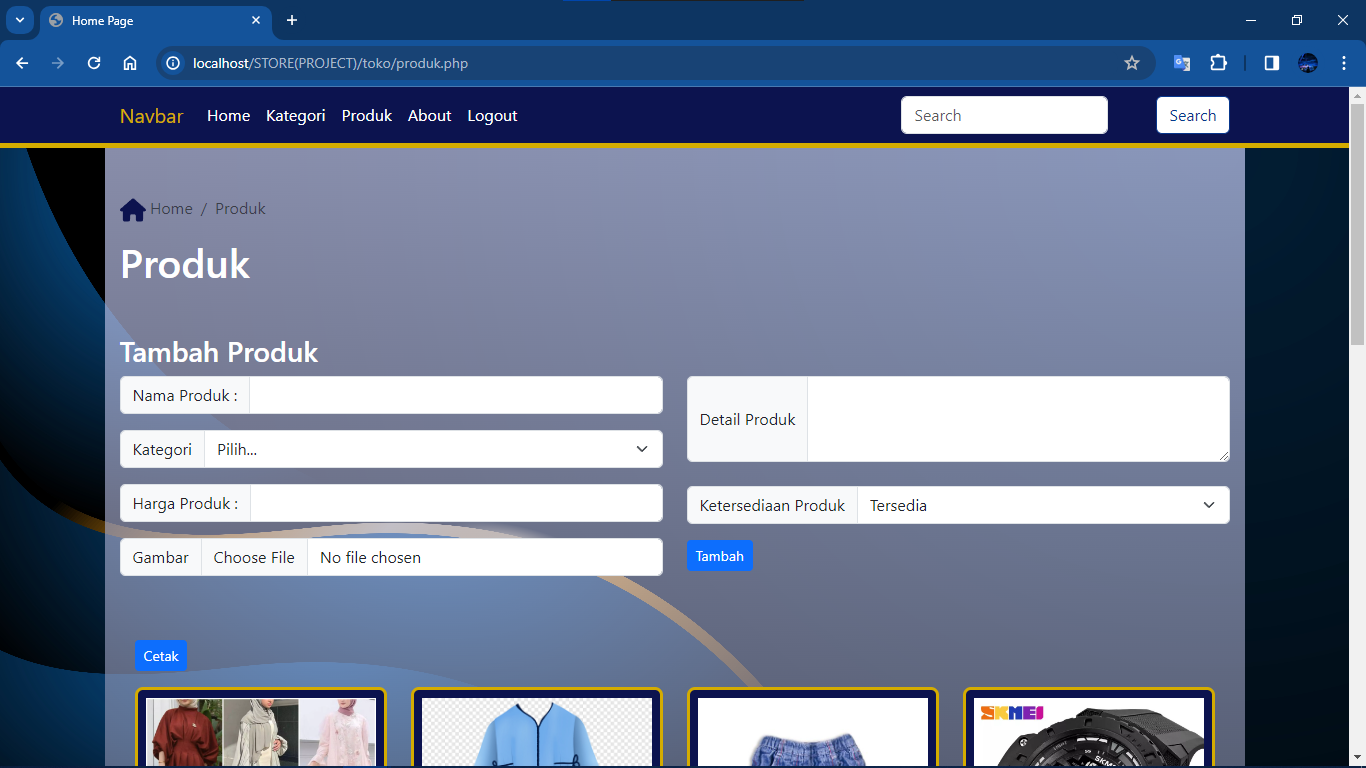 Home Page
localhost/STORE(PROJECT)/toko/produk.php
Navbar Home Kategori Produk About Logout Search Search
Home / Produk
Produk
Tambah Produk
Nama Produk :
Detail Produk
Kategori Pilih...
Harga Produk :
Ketersediaan Produk Tersedia
Gambar Choose File No file chosen
Tambah
Cetak
SKMEI
SKMEI